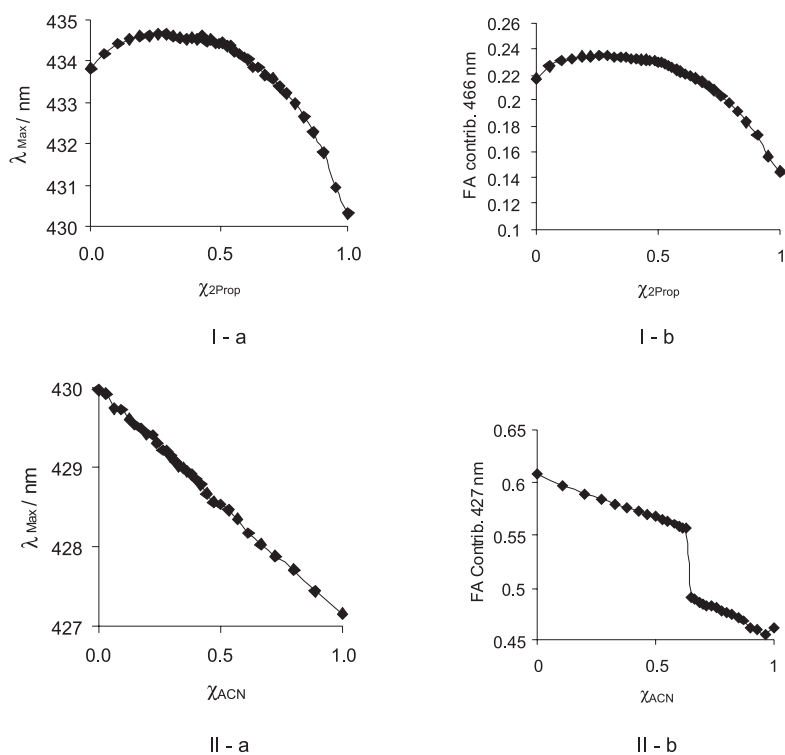 435
434
433
432
431
430
λ Max / nm
0.0 0.5 1.0
χ2Prop
I - a
0.26
0.24
0.22
0.2
0.18
0.16
0.14
0.12
0.1
FA contrib. 466 nm
0 0.5 1
χ2Prop
I - b
430
429
428
427
λ Max / nm
0.0 0.5 1.0
χACN
II - a
0.65
0.6
0.55
0.5
0.45
FA Contrib. 427 nm
0 0.5 1
χACN
II - b